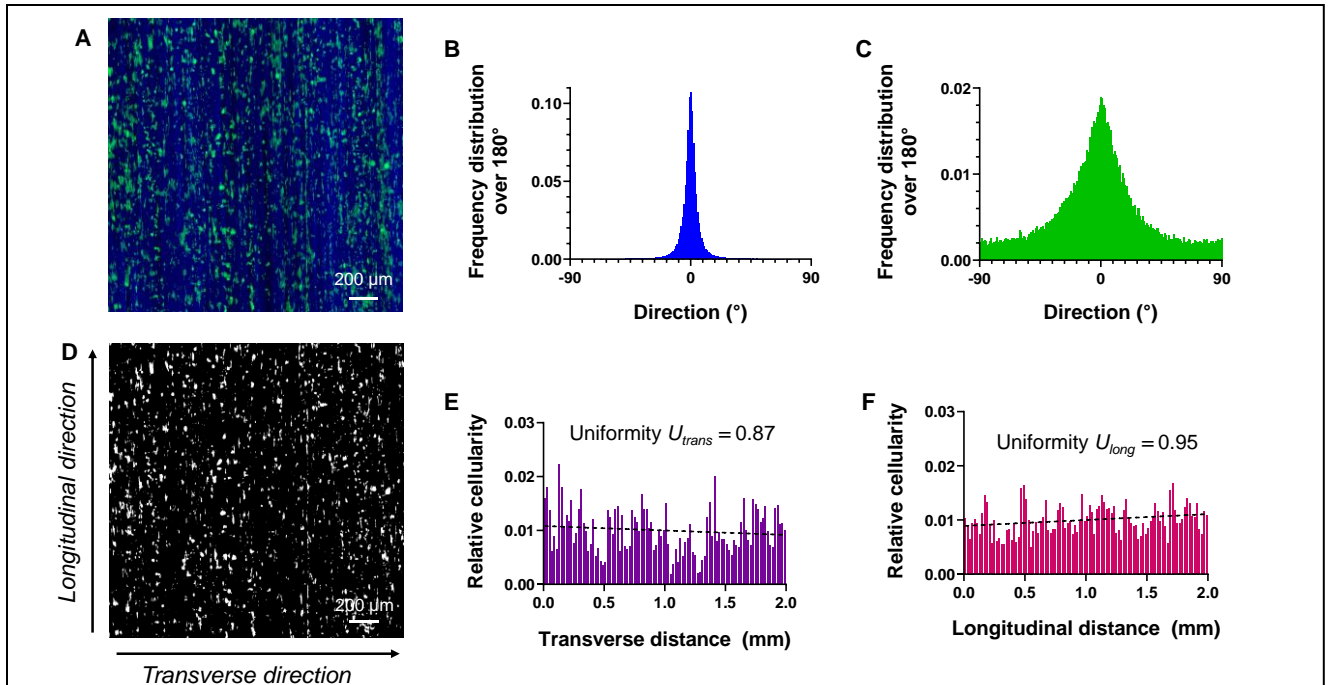 A
200 µm
B
Frequency distribution
over 180°
0.10
0.05
0.00
-90
0
90
Direction (°)
C
Frequency distribution
over 180°
0.02
0.01
0.00
-90
0
90
Direction (°)
D
Longitudinal direction
200 µm
Transverse direction
E
Relative cellularity
0.03
0.02
0.01
0.00
Uniformity Utrans = 0.87
0.0
0.5
1.0
1.5
2.0
Transverse distance (mm)
F
Relative cellularity
0.03
0.02
0.01
0.00
Uniformity Ulong = 0.95
0.0
0.5
1.0
1.5
2.0
Longitudinal distance (mm)